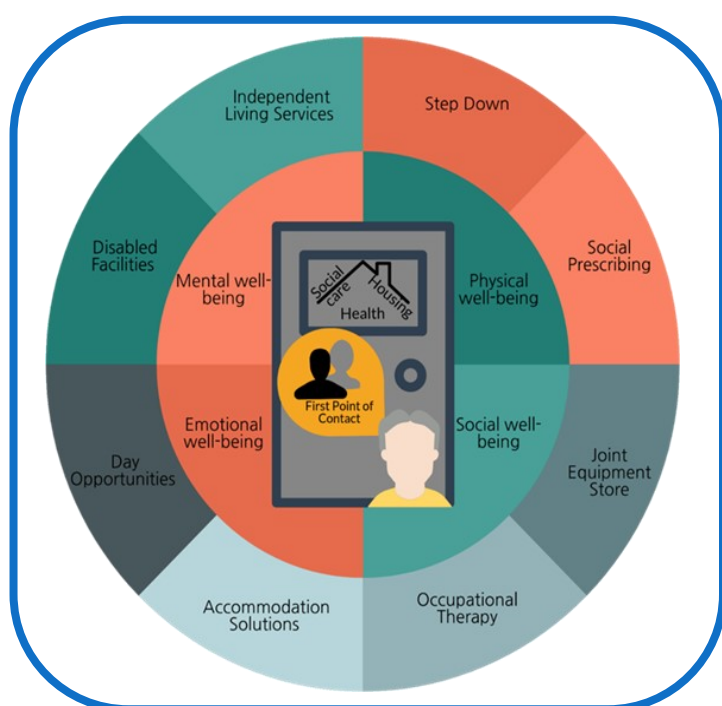 Independent
Living Services
Step Down
Disabled
Facilities
Social
Prescribing
Mental well-
being
Social
care
Housing
Health
Physical
well-being
First Point of
Contact
Emotional
well-being
Social well-
being
Day
Opportunities
Joint
Equipment
Store
Accommodation
Solutions
Occupational
Therapy